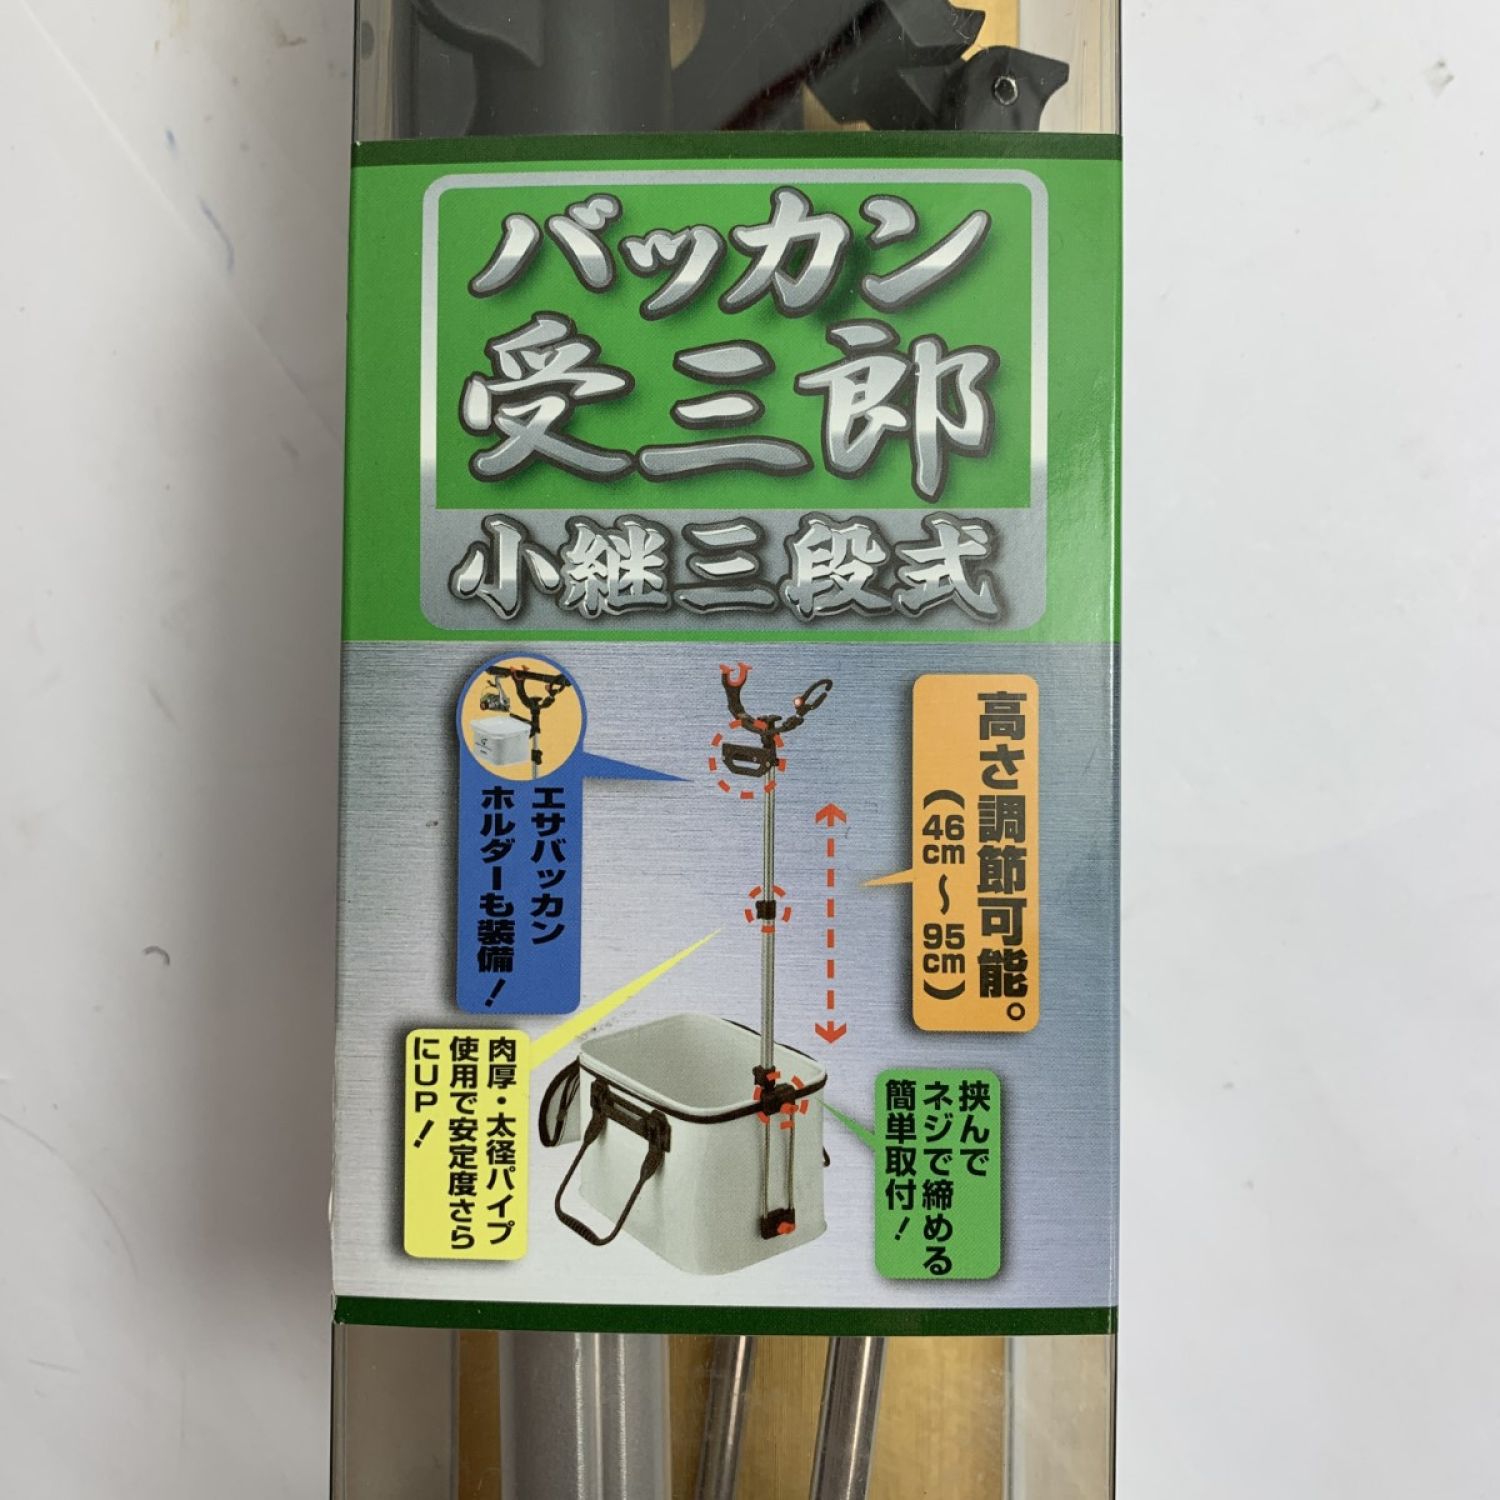 バッカン
受三郎
小継三段式
高さ調節可能。
(46cm～95cm)
エサバッカン
ホルダーも装備！
肉厚・太径パイプ
使用で安定度さら
にUP！
挟んで
ネジで締める
簡単取付！